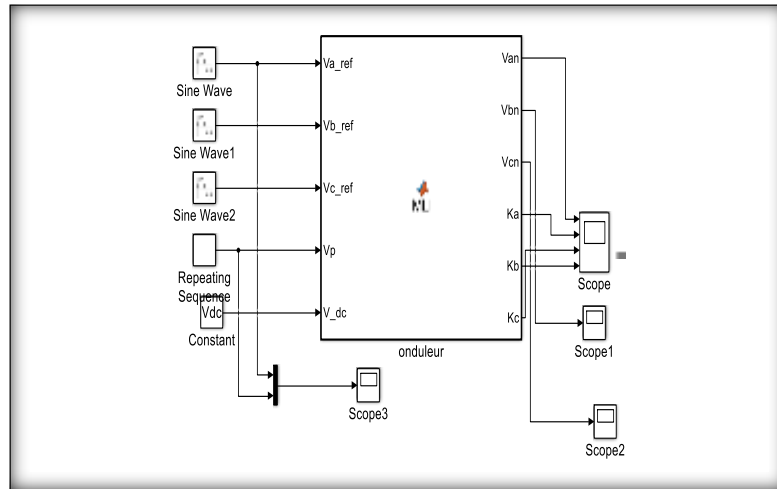 Sine Wave
Sine Wave1
Sine Wave2
Repeating
Sequence
Vdc
Constant
Va_ref
Vb_ref
Vc_ref
Vp
V_dc
onduleur
Van
Vbn
Vcn
Ka
Kb
Kc
Scope
Scope1
Scope2
Scope3